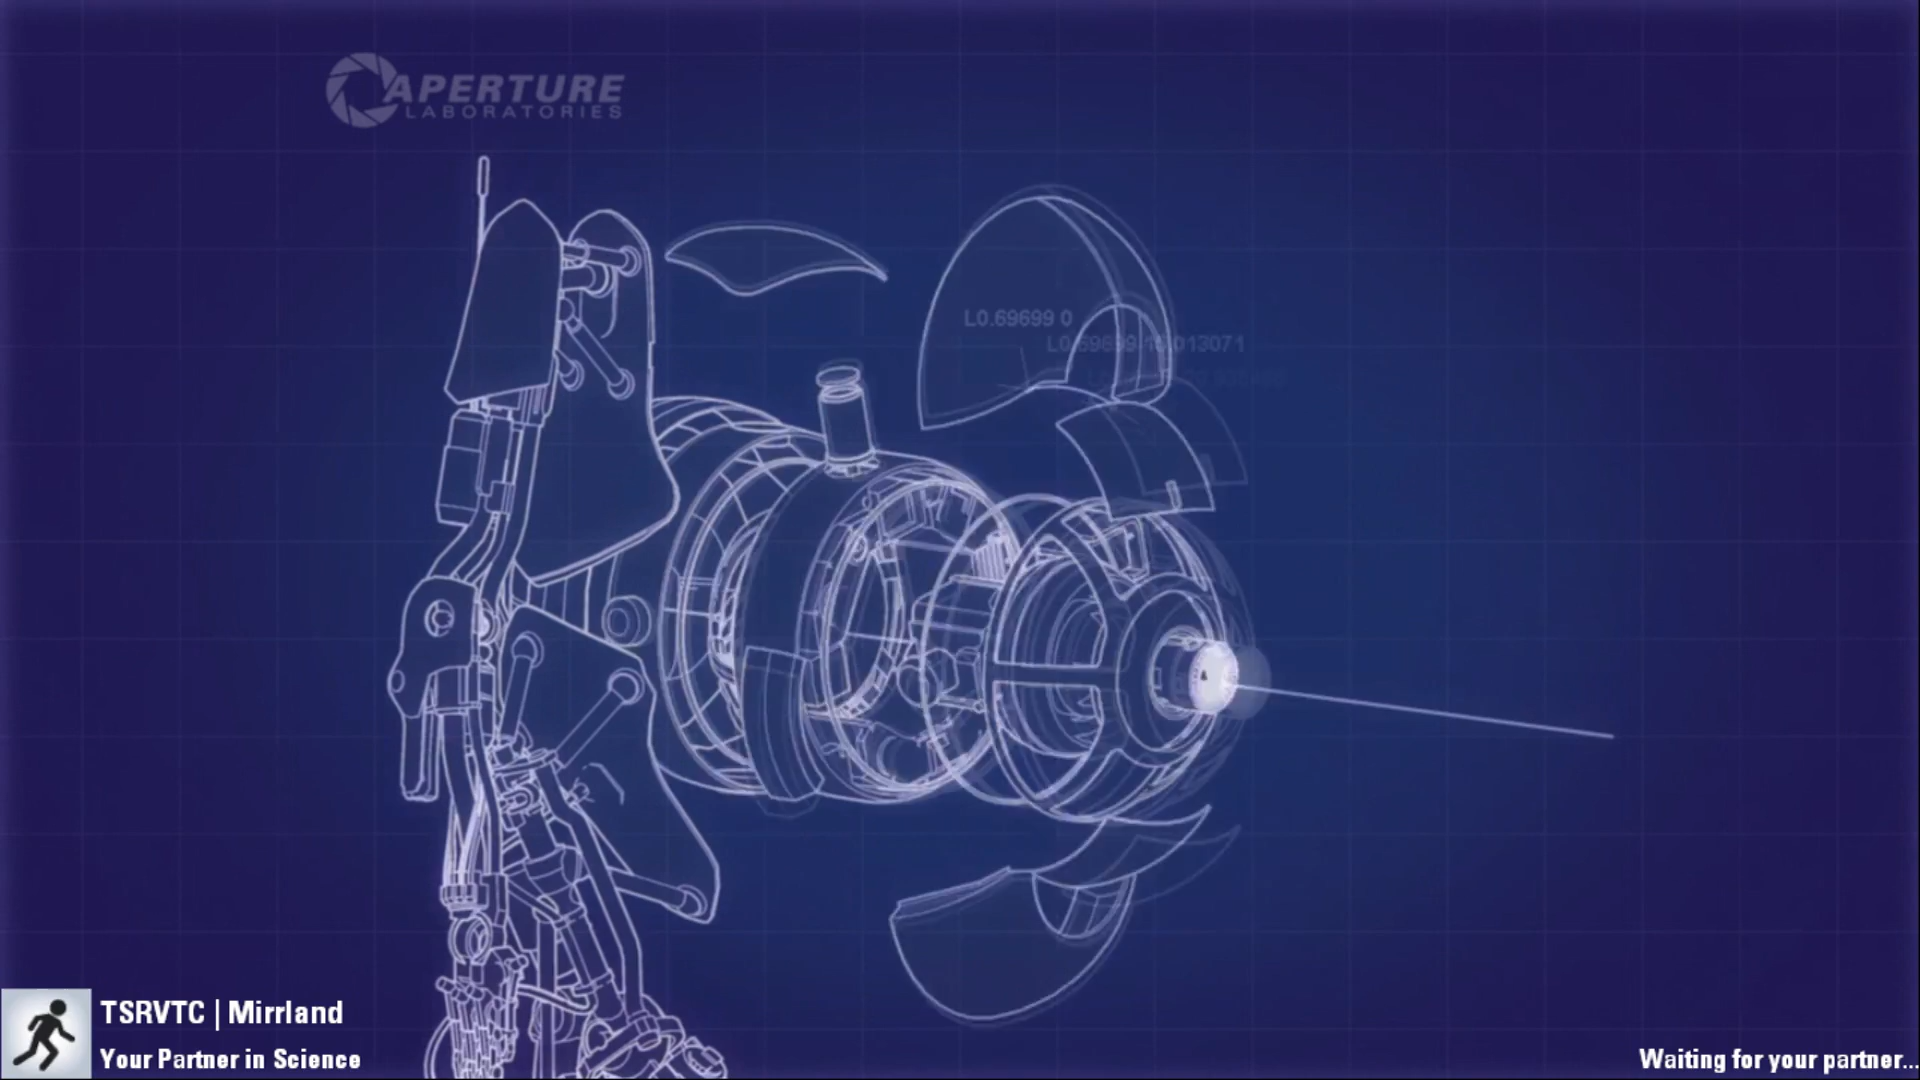 APERTURE
LABORATORIES
L0.69699 0
TSRVTC | Mirrland
Your Partner in Science
Waiting for your partner...